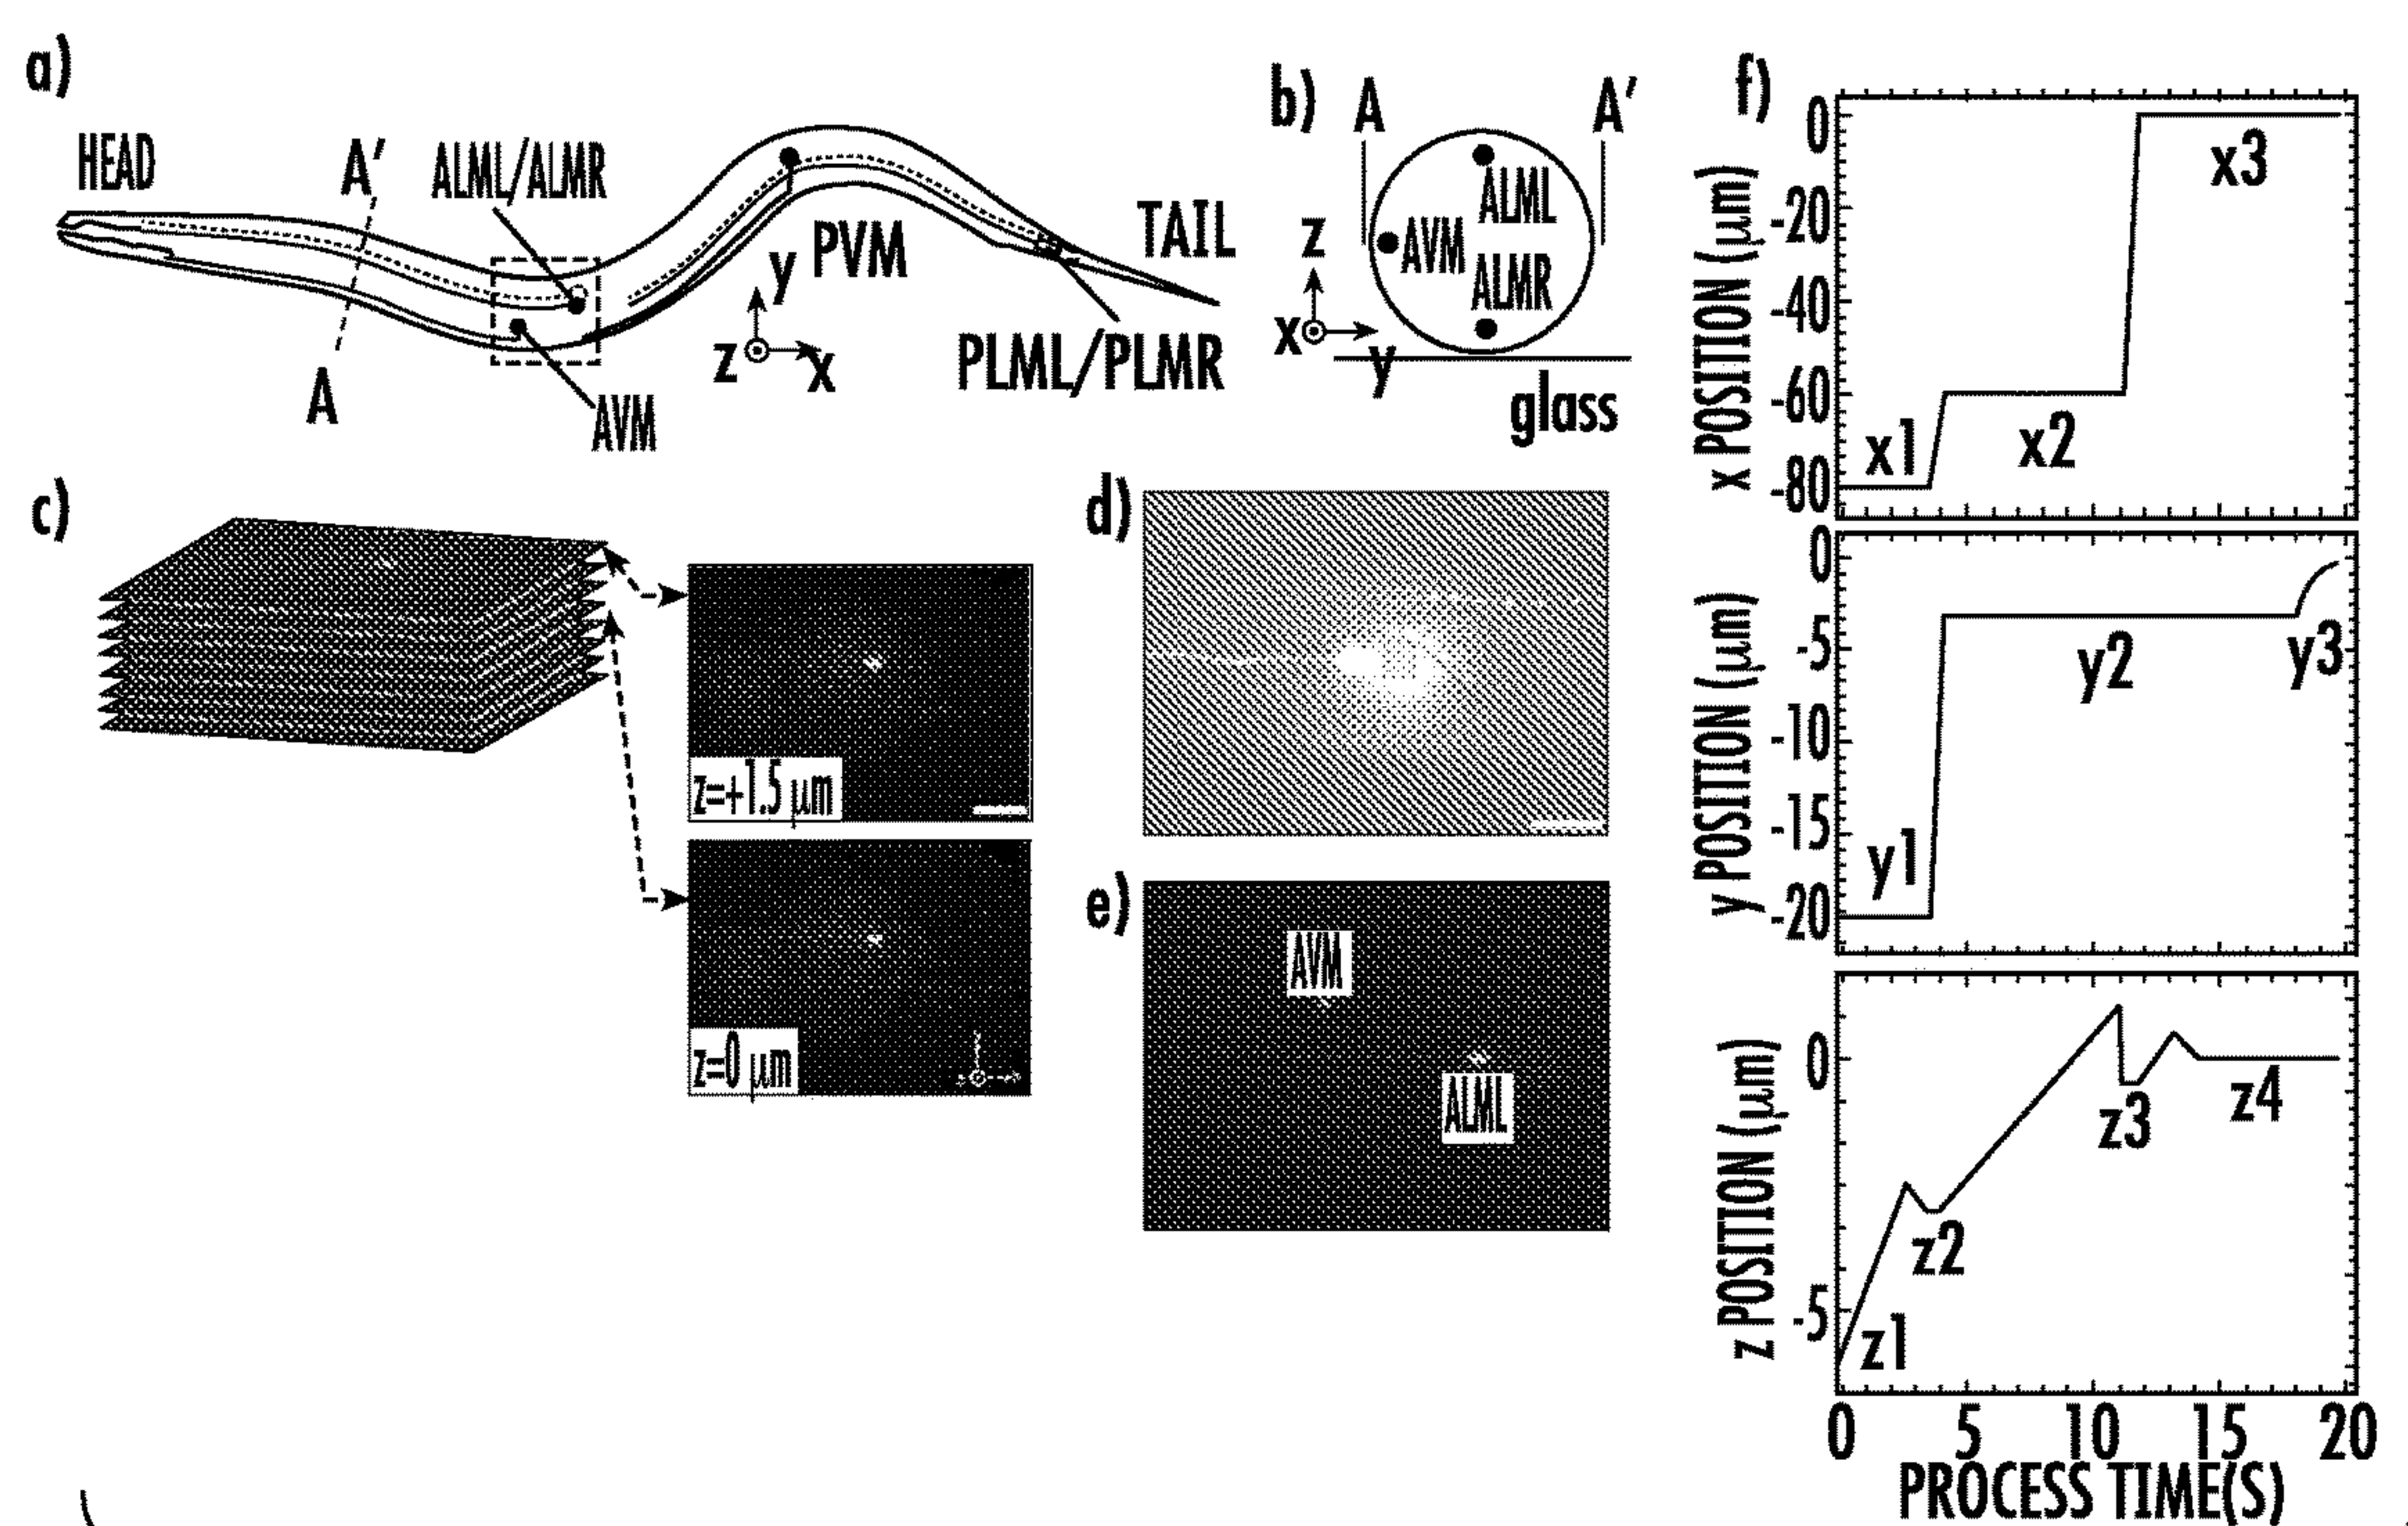 a)
HEAD
A'
ALML/ALMR
A
AVM
PVM
y
z
x
TAIL
PLML/PLMR
b)
A
A'
ALML
AVM
ALMR
z
x
y
glass
c)
z=+1.5 μm
z=0 μm
d)
e)
AVM
ALML
f)
x POSITION (μm)
0
-20
-40
-60
-80
x1
x2
x3
y POSITION (μm)
0
-5
-10
-15
-20
y1
y2
y3
z POSITION (μm)
0
-5
z1
z2
z3
z4
0 5 10 15 20
PROCESS TIME(S)